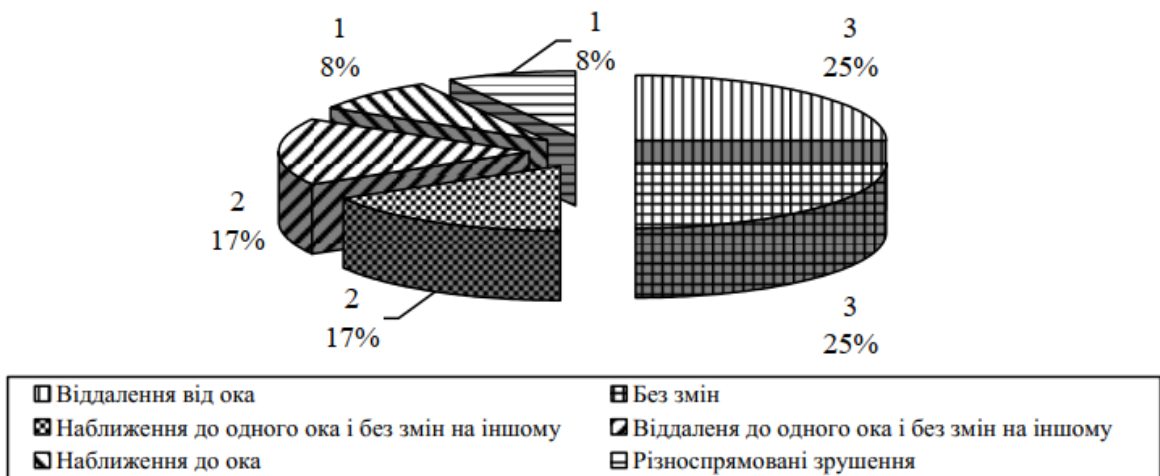 1
8%
1
8%
3
25%
2
17%
2
17%
3
25%
Віддалення від ока
Без змін
Наближення до одного ока і без змін на іншому
Віддаленя до одного ока і без змін на іншому
Наближення до ока
Різноспрямовані зрушення